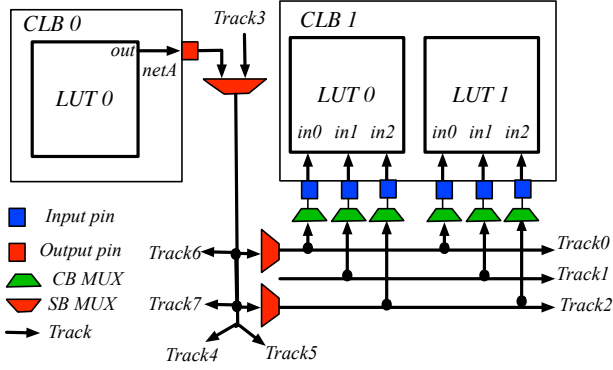 CLB 0
Track3
CLB 1
out
netA
LUT 0
LUT 0
LUT 1
in0 in1 in2
in0 in1 in2
Input pin
Output pin
CB MUX
SB MUX
Track
Track6
Track7
Track4
Track5
Track0
Track1
Track2